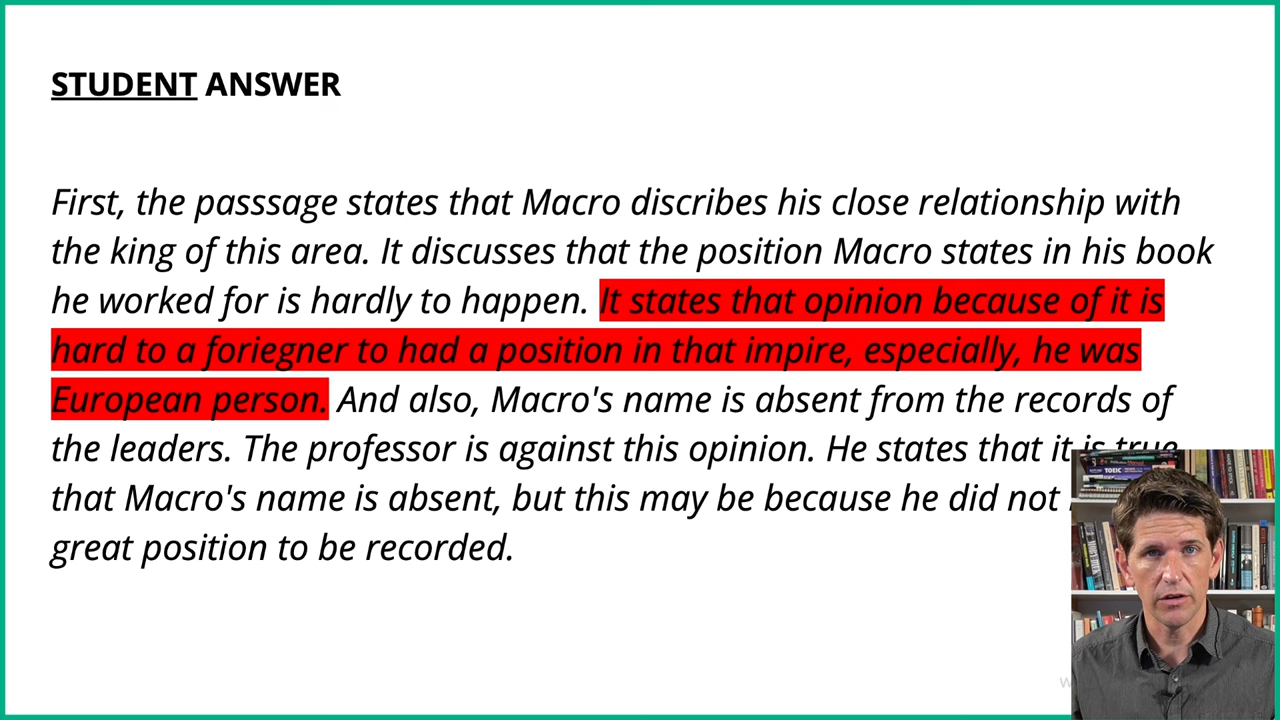 STUDENT ANSWER
First, the passsage states that Macro discribes his close relationship with
the king of this area. It discusses that the position Macro states in his book
he worked for is hardly to happen. It states that opinion because of it is
hard to a foriegner to had a position in that impire, especially, he was
European person. And also, Macro's name is absent from the records of
the leaders. The professor is against this opinion. He states that it is true
that Macro's name is absent, but this may be because he did not
great position to be recorded.
TOEIC